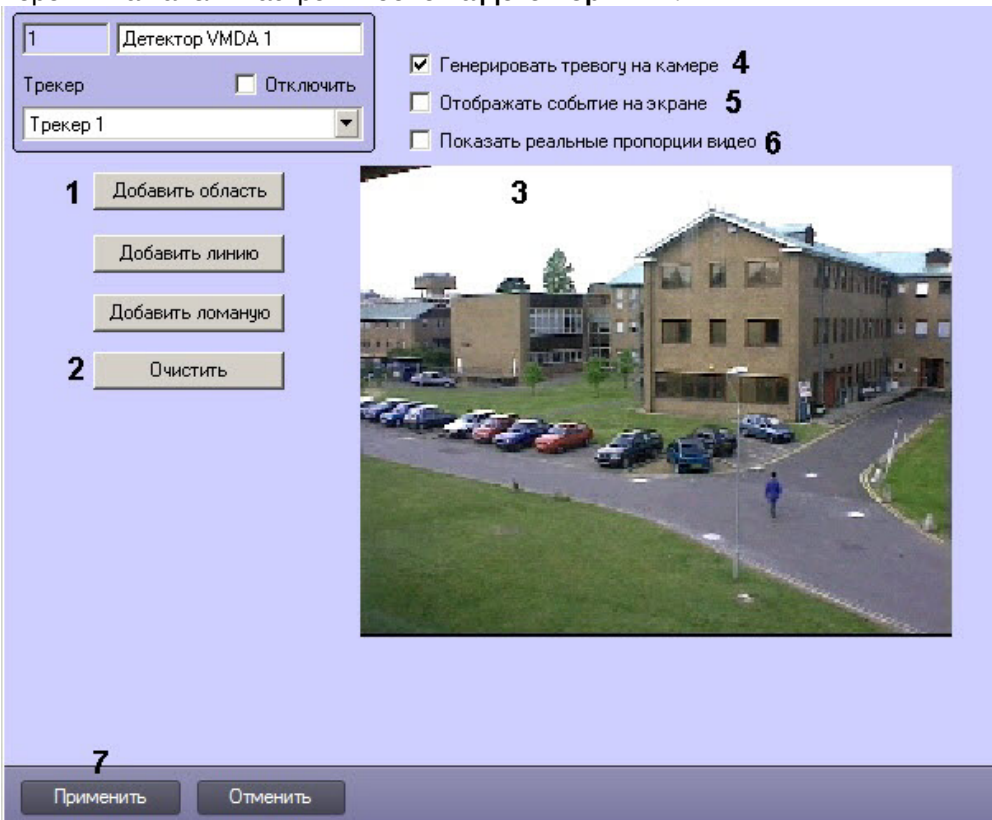 1 Детектор VMDA 1
Трекер Отключить
Трекер 1
Генерировать тревогу на камере 4
Отображать событие на экране 5
Показать реальные пропорции видео 6
1 Добавить область
3
Добавить линию
Добавить ломаную
2 Очистить
7
Применить Отменить